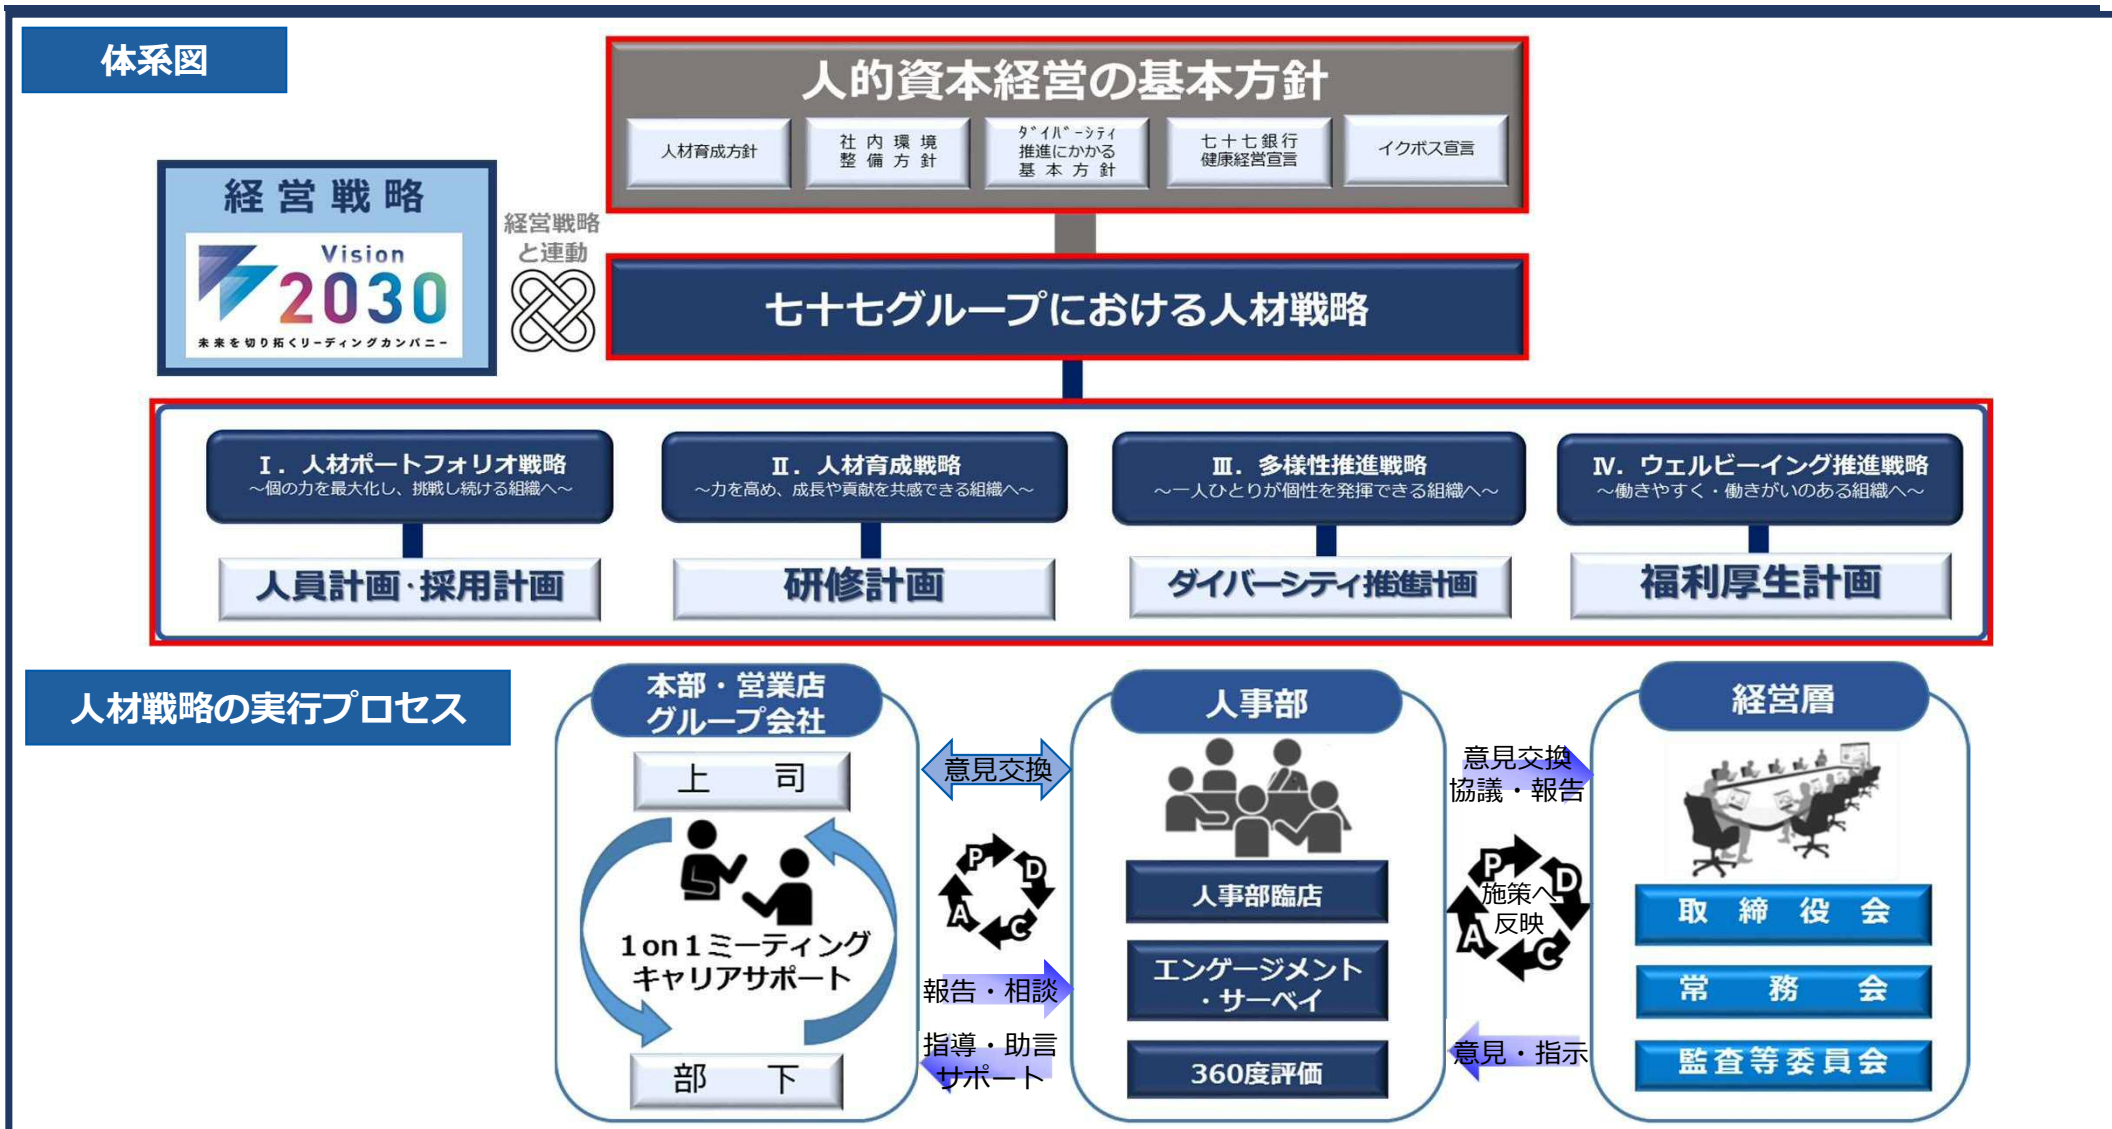 体系図
人的資本経営の基本方針
人材育成方針
社内環境
整備方針
ﾀﾞｲﾊﾞｰｼﾃｨ
推進にかかる
基本方針
七十七銀行
健康経営宣言
イクボス宣言
経営戦略
Vision
2030
未来を切り拓くリーディングカンパニー
経営戦略
と連動
七十七グループにおける人材戦略
Ⅰ．人材ポートフォリオ戦略
～個の力を最大化し、挑戦し続ける組織へ～
人員計画･採用計画
Ⅱ．人材育成戦略
～力を高め、成長や貢献を共感できる組織へ～
研修計画
Ⅲ．多様性推進戦略
～一人ひとりが個性を発揮できる組織へ～
ダイバーシティ推進計画
Ⅳ．ウェルビーイング推進戦略
～働きやすく・働きがいのある組織へ～
福利厚生計画
人材戦略の実行プロセス
本部・営業店
グループ会社
上司
1on1ミーティング
キャリアサポート
部下
意見交換
P
D
C
A
報告・相談
指導・助言
サポート
人事部
人事部臨店
エンゲージメント
・サーベイ
360度評価
意見交換
協議・報告
P
D
C
A
施策へ
反映
意見・指示
経営層
取締役会
常務会
監査等委員会